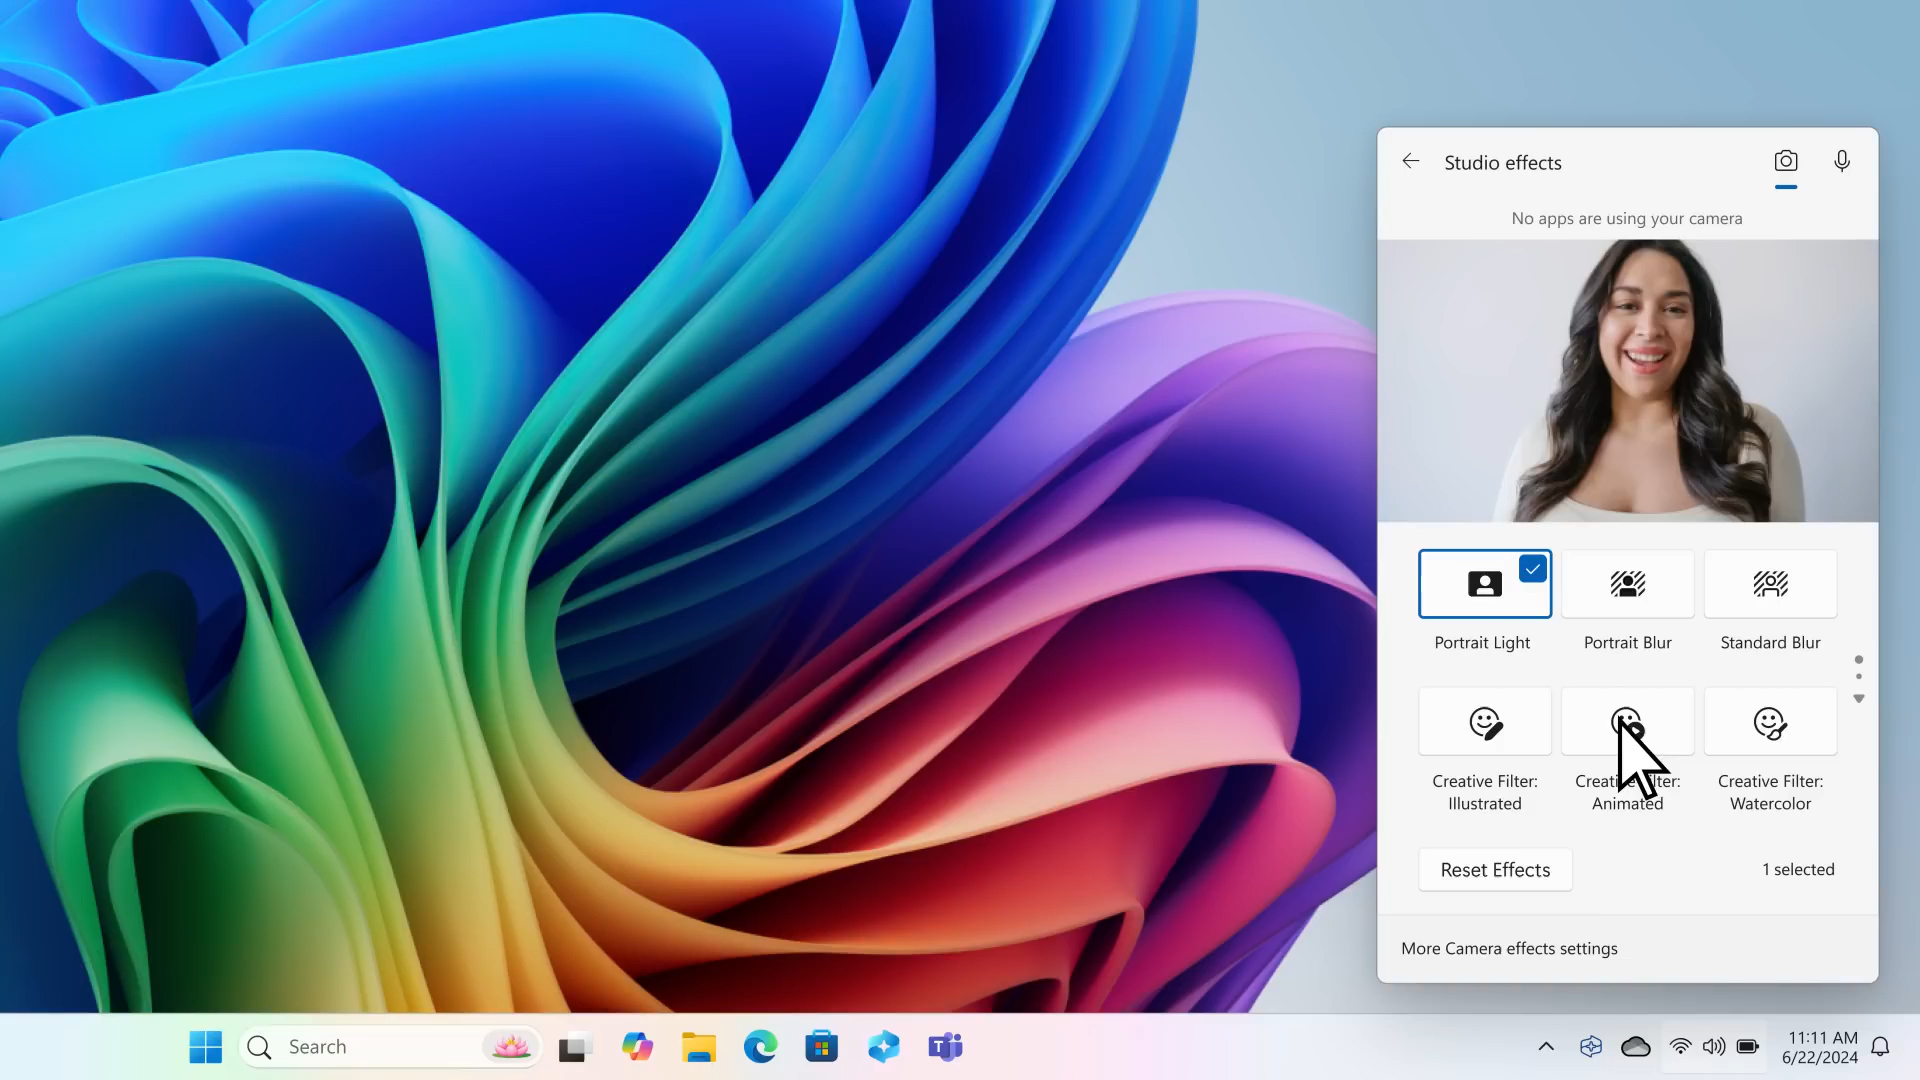 Studio effects
No apps are using your camera
Portrait Light
Portrait Blur
Standard Blur
Creative Filter:
Illustrated
Animated
Creative Filter:
Watercolor
Reset Effects
1 selected
More Camera effects settings
Search
11:11 AM
6/22/2024